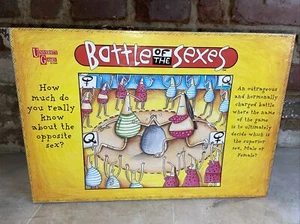 University
Games
Battle OF THE Sexes
How
much do
you really
know
about the
opposite
sex?
An outrageous
and hormonally
charged battle
where the name
of the game
is to ultimately
decide which is
the superior
sex, Male or
Female?